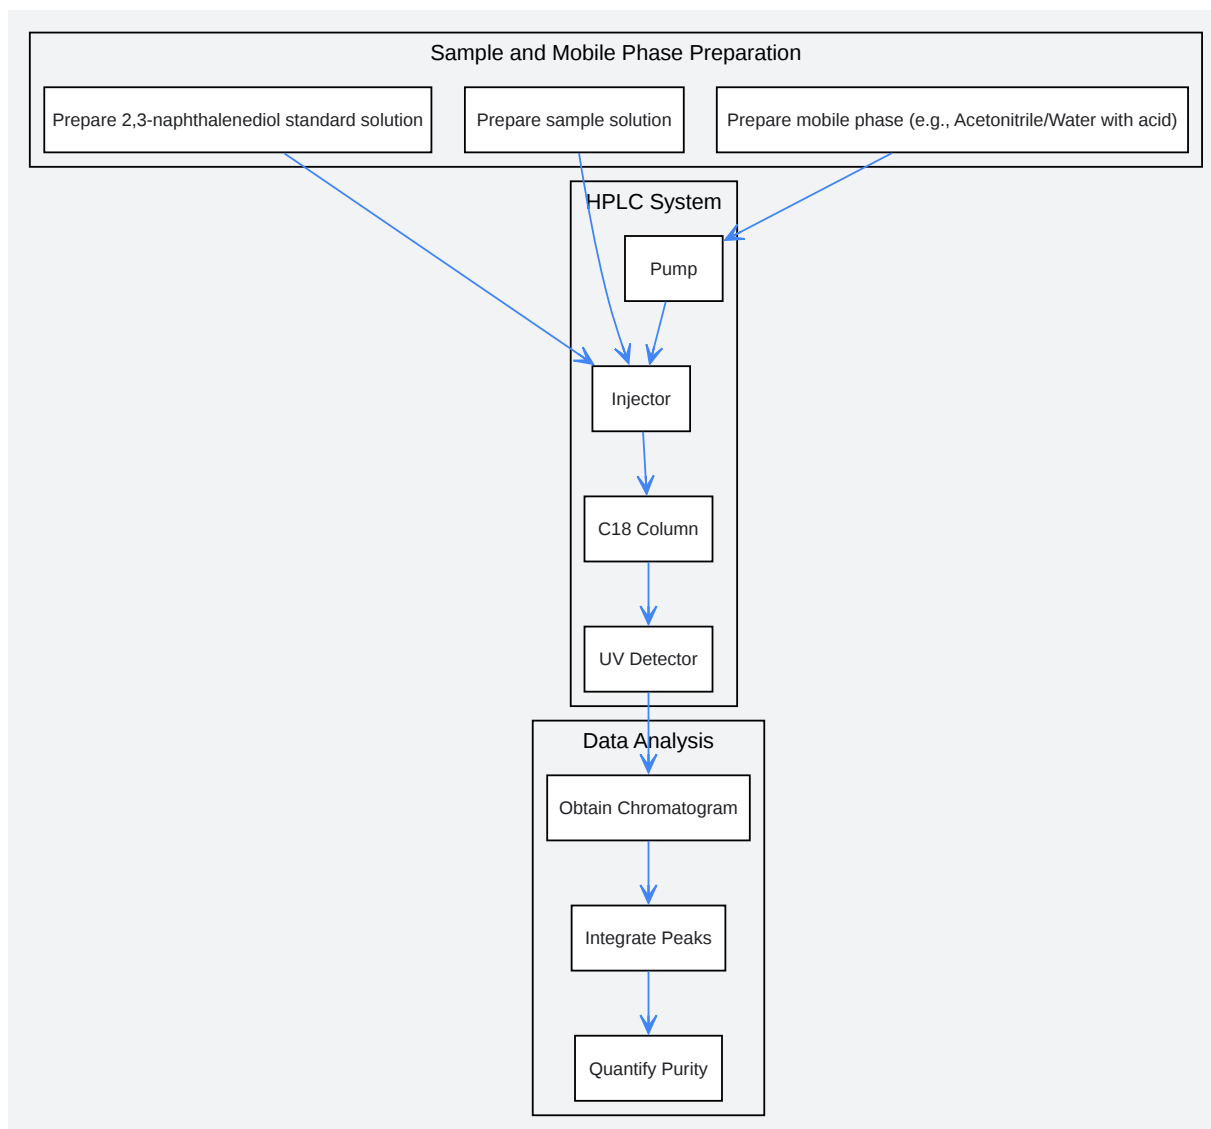 Sample and Mobile Phase Preparation
Prepare 2,3-naphthalenediol standard solution
Prepare sample solution
Prepare mobile phase (e.g., Acetonitrile/Water with acid)
HPLC System
Pump
Injector
C18 Column
UV Detector
Data Analysis
Obtain Chromatogram
Integrate Peaks
Quantify Purity